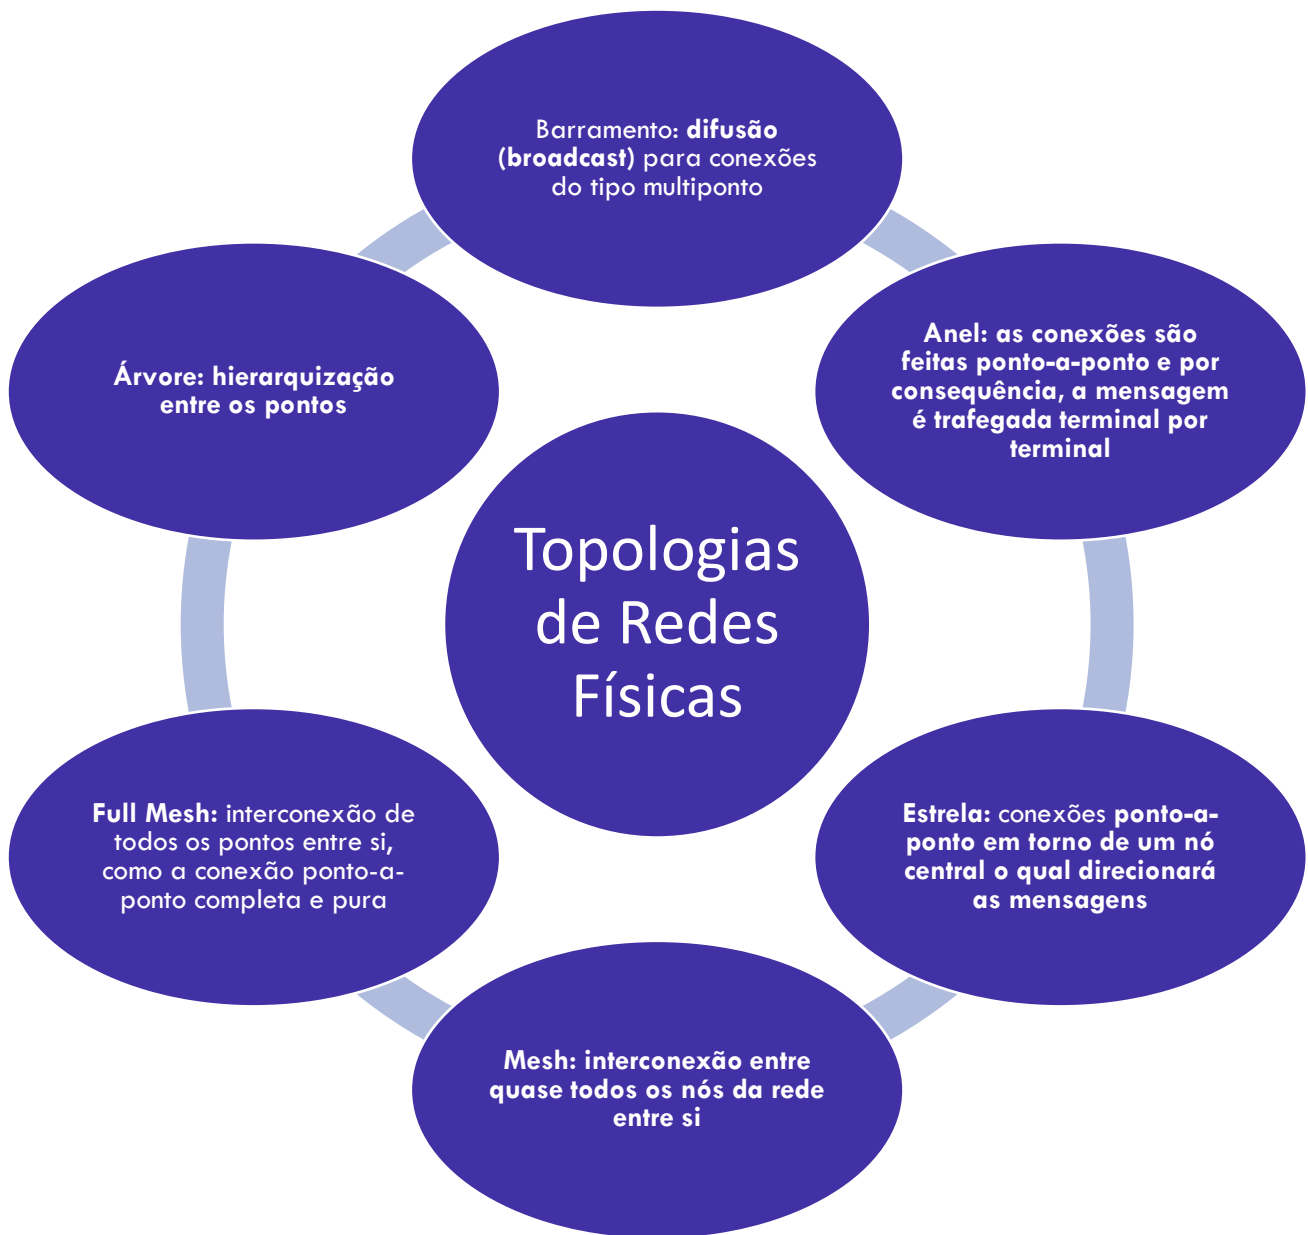 Barramento: difusão
(broadcast) para conexões
do tipo multiponto
Anel: as conexões são
feitas ponto-a-ponto e por
consequência, a mensagem
é trafegada terminal por
terminal
Estrela: conexões ponto-a-
ponto em torno de um nó
central o qual direcionará
as mensagens
Mesh: interconexão entre
quase todos os nós da rede
entre si
Full Mesh: interconexão de
todos os pontos entre si,
como a conexão ponto-a-
ponto completa e pura
Árvore: hierarquização
entre os pontos
Topologias
de Redes
Físicas